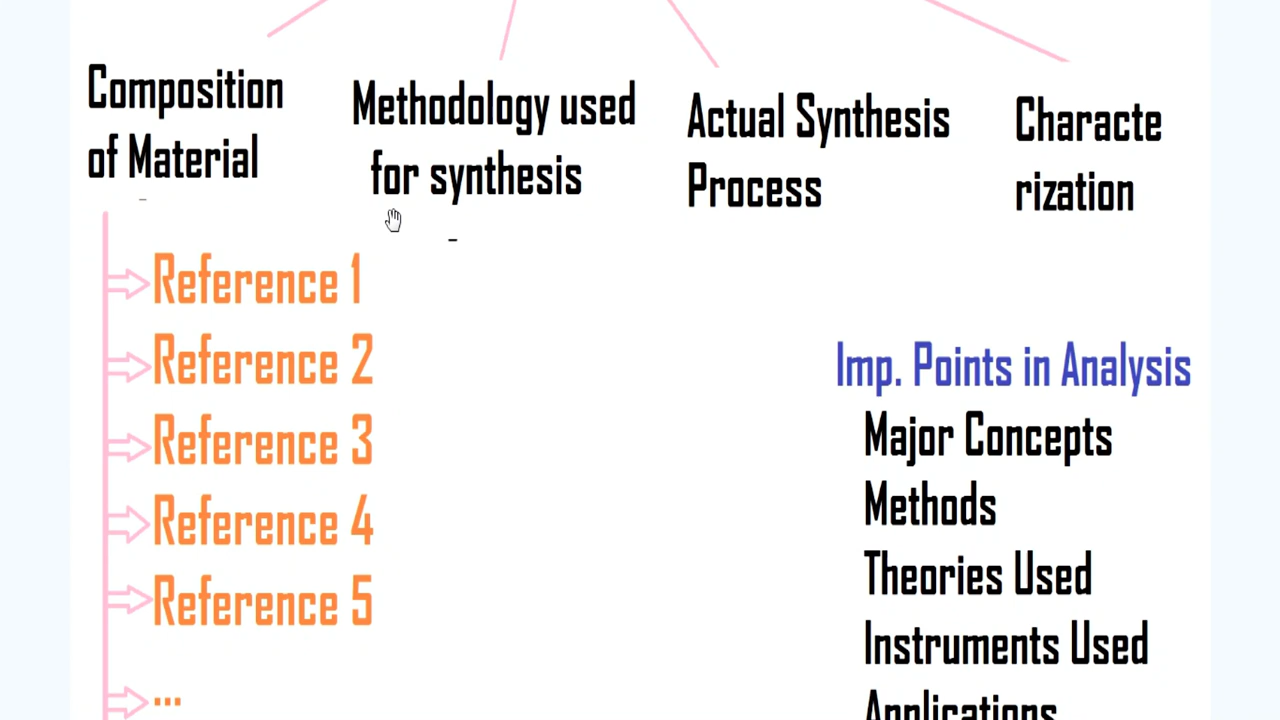 Composition
of Material
Methodology used
for synthesis
Actual Synthesis
Process
Characte
rization
Reference 1
Reference 2
Reference 3
Reference 4
Reference 5
...
Imp. Points in Analysis
Major Concepts
Methods
Theories Used
Instruments Used
Applications